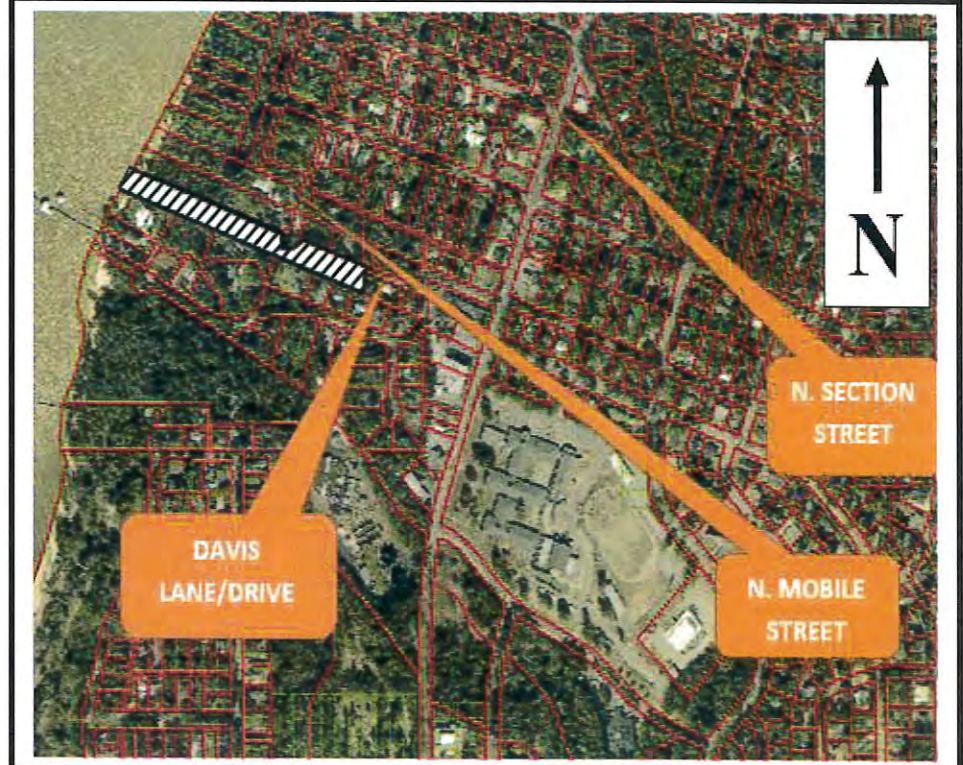 N
N. SECTION
STREET
DAVIS
LANE/DRIVE
N. MOBILE
STREET